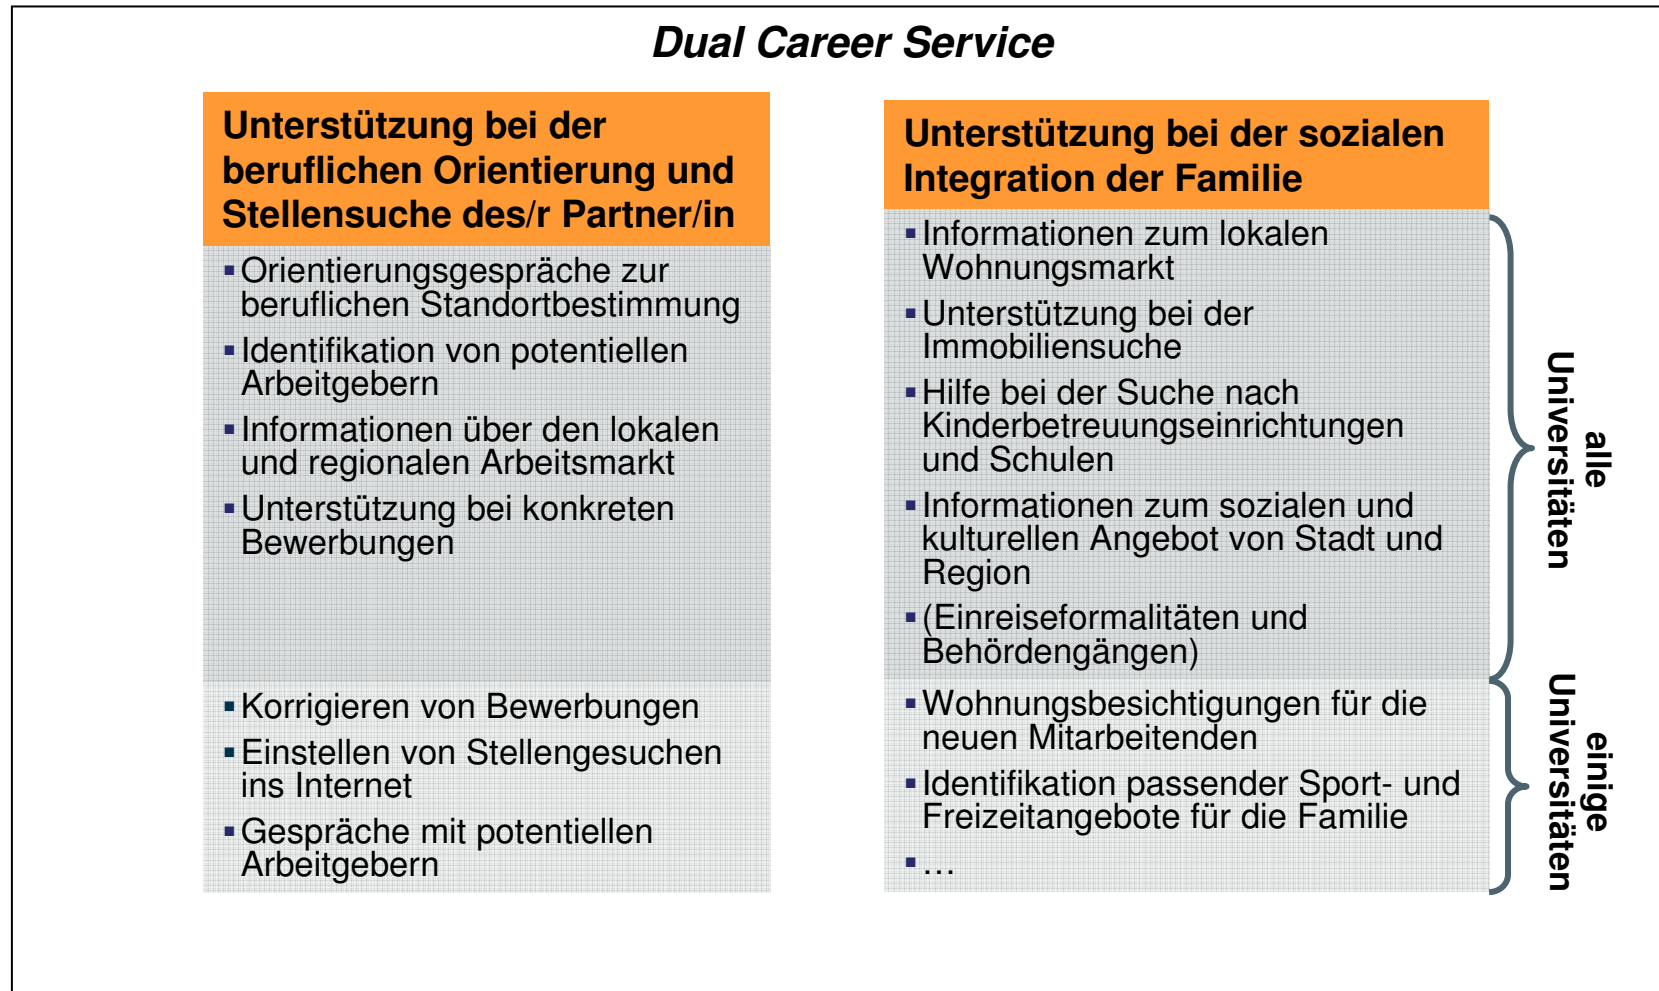 Dual Career Service
Unterstützung bei der
beruflichen Orientierung und
Stellensuche des/r Partner/in
▪Orientierungsgespräche zur
beruflichen Standortbestimmung
▪Identifikation von potentiellen
Arbeitgebern
▪Informationen über den lokalen
und regionalen Arbeitsmarkt
▪Unterstützung bei konkreten
Bewerbungen
▪Korrigieren von Bewerbungen
▪Einstellen von Stellengesuchen
ins Internet
▪Gespräche mit potentiellen
Arbeitgebern
Unterstützung bei der sozialen
Integration der Familie
▪Informationen zum lokalen
Wohnungsmarkt
▪Unterstützung bei der
Immobiliensuche
▪Hilfe bei der Suche nach
Kinderbetreuungseinrichtungen
und Schulen
▪Informationen zum sozialen und
kulturellen Angebot von Stadt und
Region
▪(Einreiseformalitäten und
Behördengängen)
▪Wohnungsbesichtigungen für die
neuen Mitarbeitenden
▪Identifikation passender Sport- und
Freizeitangebote für die Familie
▪…
alle
Universitäten
einige
Universitäten